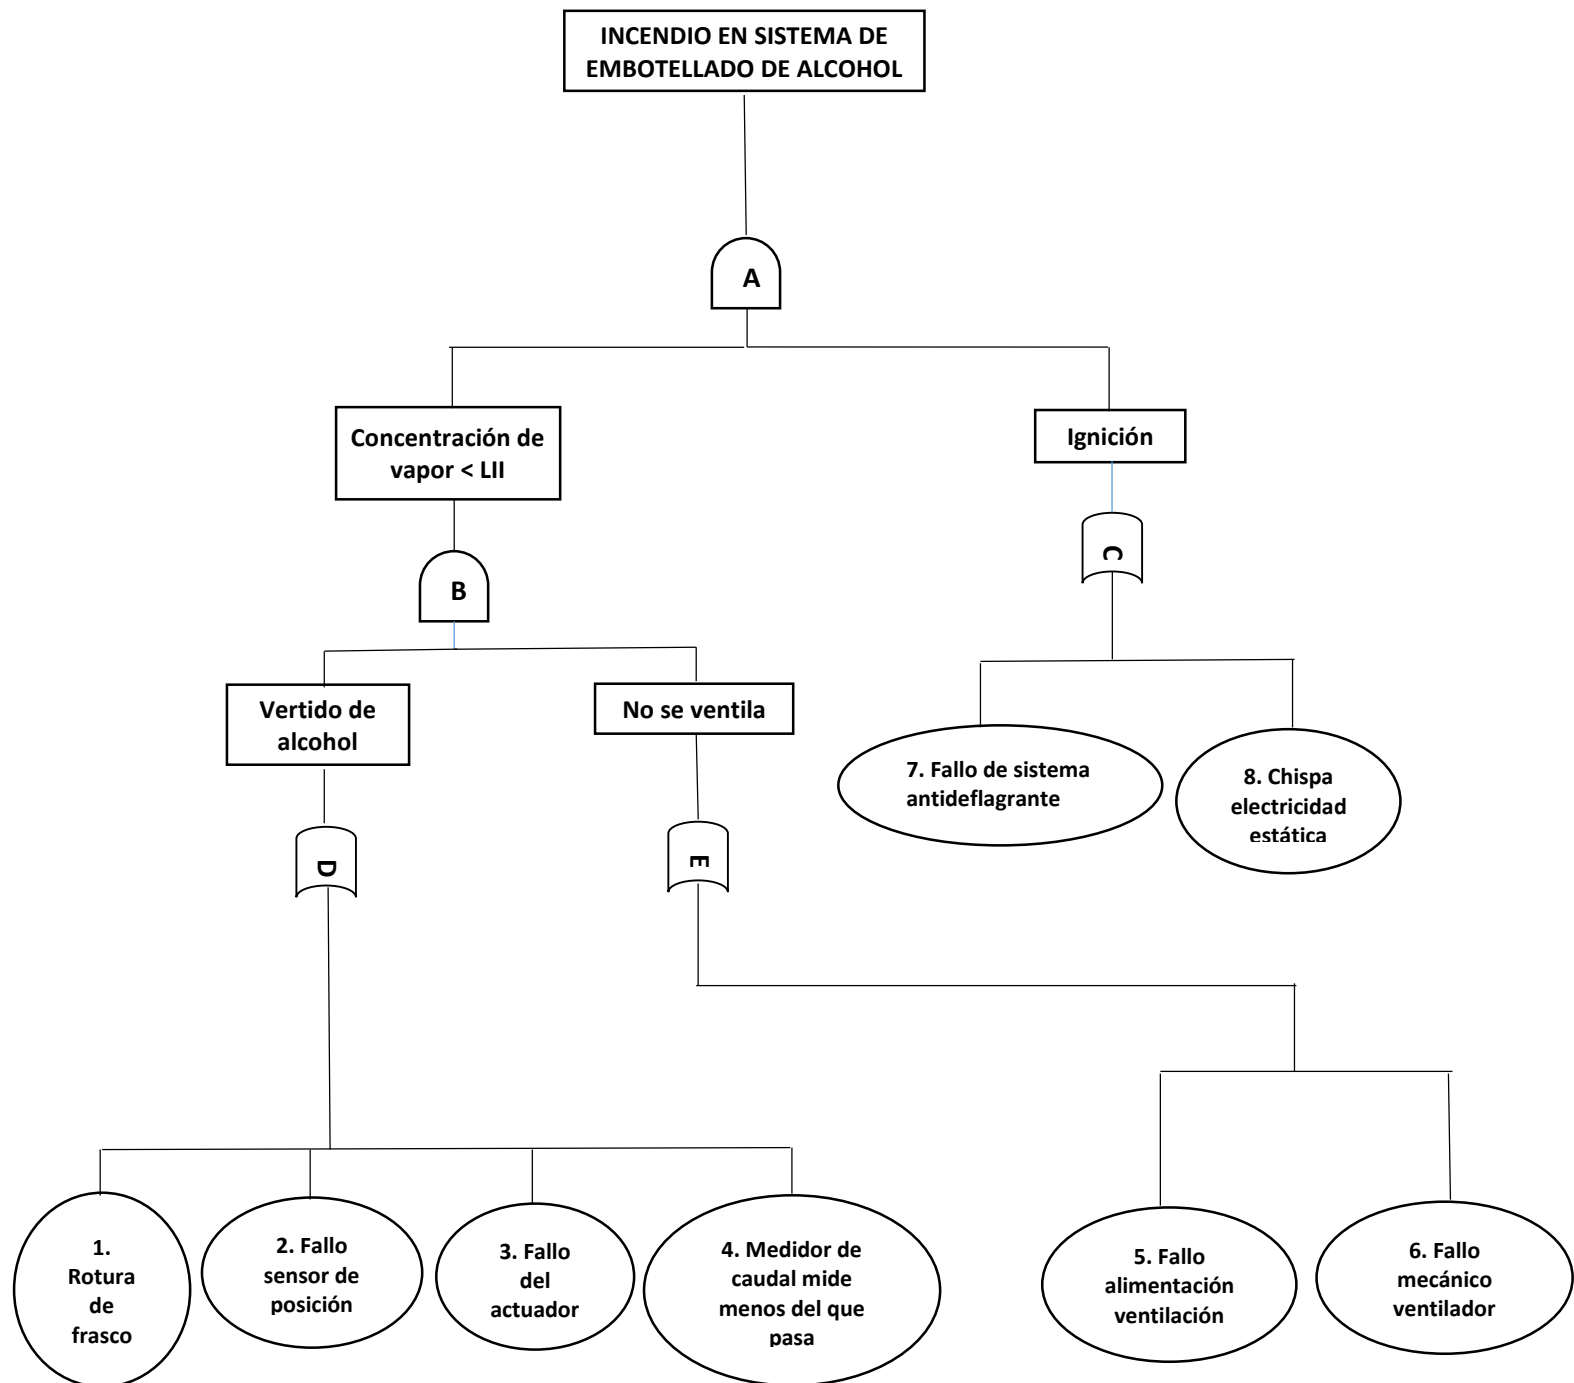 INCENDIO EN SISTEMA DE
EMBOTELLADO DE ALCOHOL
A
Concentración de
vapor < LII
Ignición
C
B
Vertido de
alcohol
No se ventila
7. Fallo de sistema
antideflagrante
8. Chispa
electricidad
estática
D
E
1.
Rotura
de
frasco
2. Fallo
sensor de
posición
3. Fallo
del
actuador
4. Medidor de
caudal mide
menos del que
pasa
5. Fallo
alimentación
ventilación
6. Fallo
mecánico
ventilador